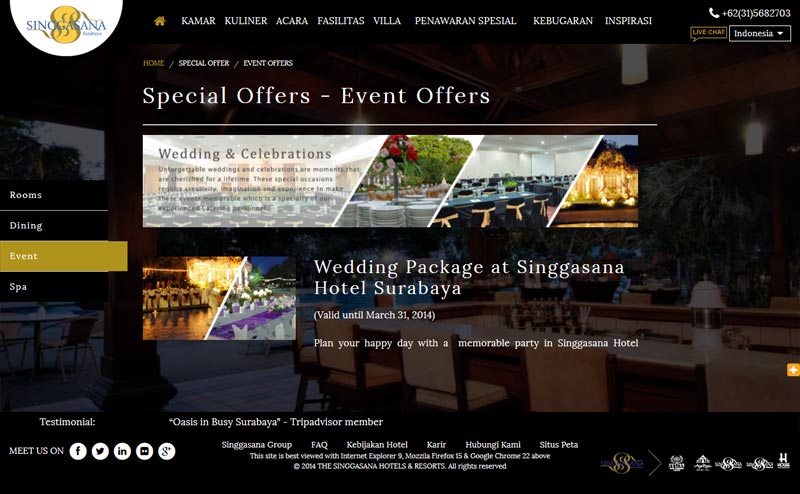 SINGGASANA
Surabaya
KAMAR KULINER ACARA FASILITAS VILLA PENAWARAN SPESIAL KEBUGARAN INSPIRASI
+62(31)5682703
LIVE CHAT
Indonesia
HOME / SPECIAL OFFER / EVENT OFFERS
Special Offers - Event Offers
Wedding & Celebrations
Unforgettable weddings and celebrations are moments that
are cherished for a lifetime. These special occasions
require creativity, imagination and experience to make
these events memorable which is a specialty of our
experienced catering personnel.
Rooms
Dining
Event
Spa
Wedding Package at Singgasana
Hotel Surabaya
(Valid until March 31, 2014)
Plan your happy day with a memorable party in Singgasana Hotel
Testimonial: “Oasis in Busy Surabaya” - Tripadvisor member
MEET US ON
Singgasana Group FAQ Kebijakan Hotel Karir Hubungi Kami Situs Peta
This site is best viewed with Internet Explorer 9, Mozzila Firefox 15 & Google Chrome 22 above
© 2014 THE SINGGASANA HOTELS & RESORTS. All rights reserved